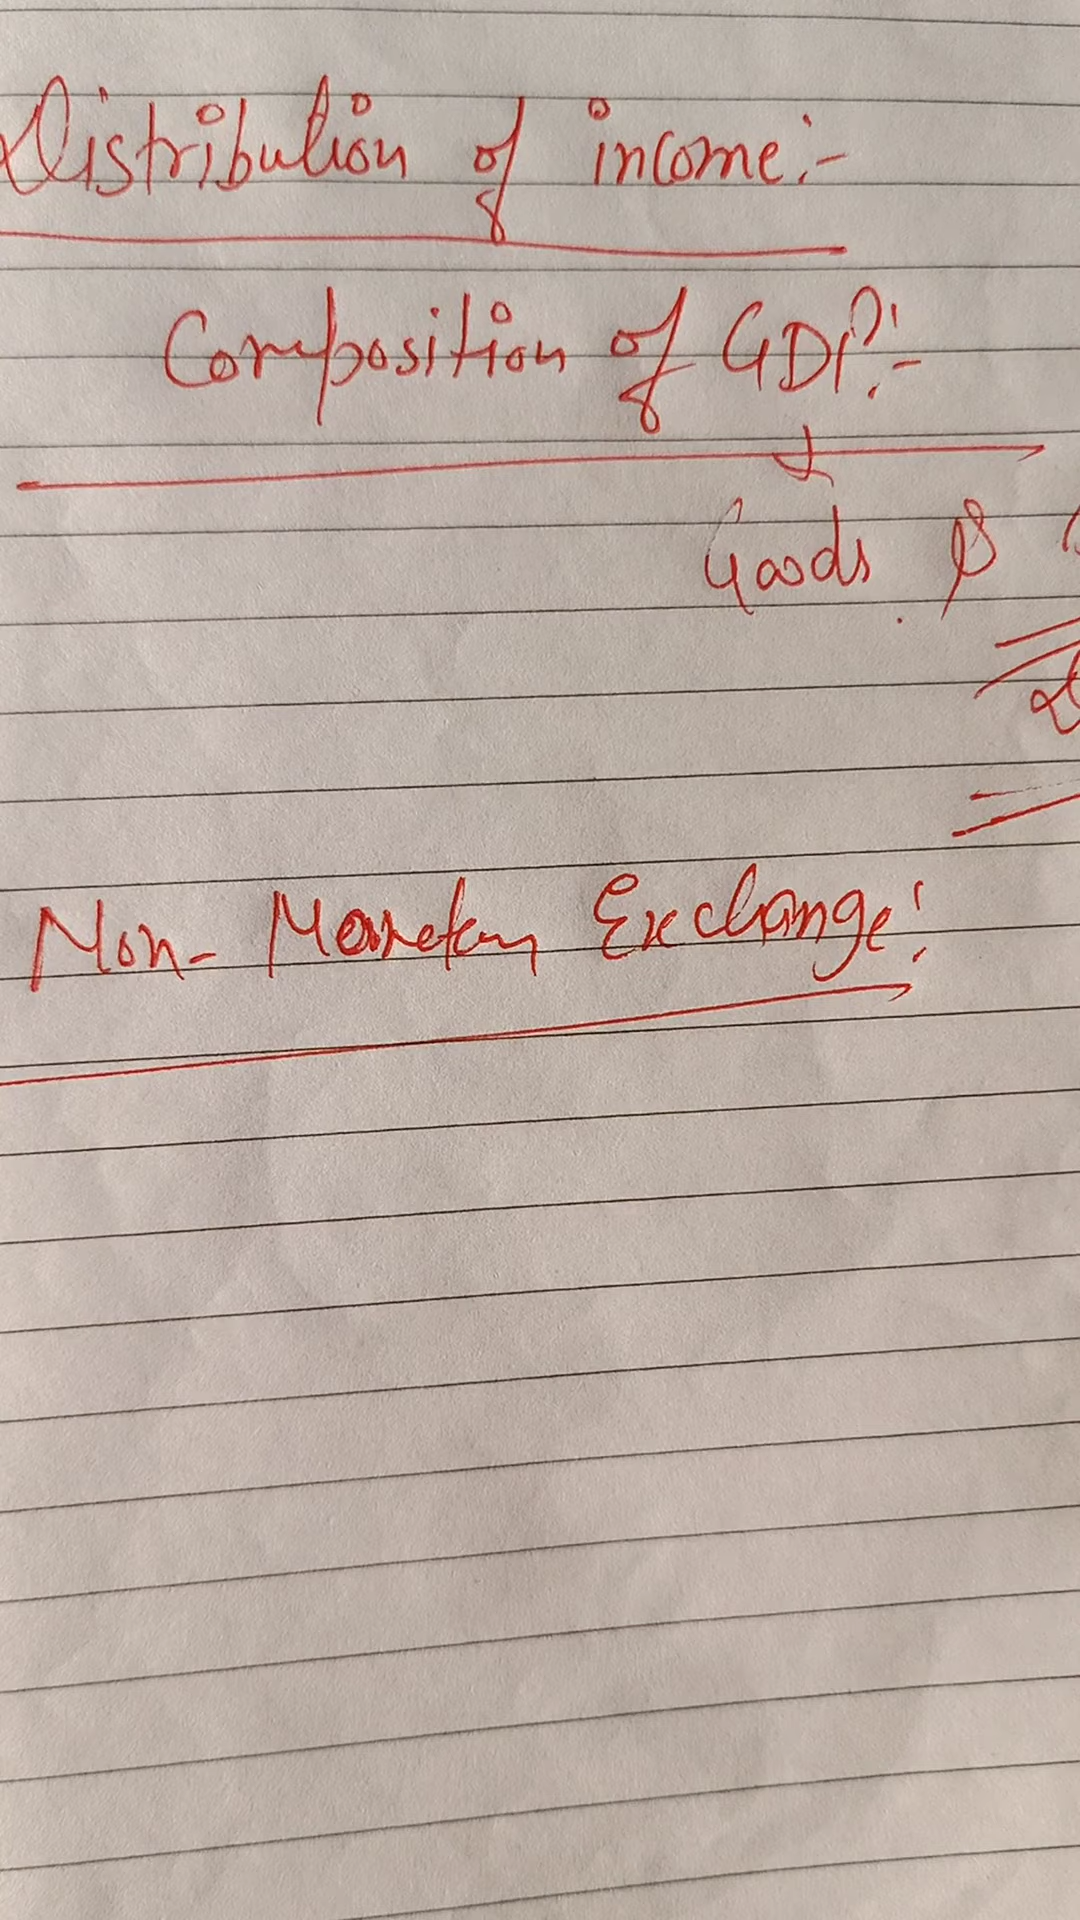 Distribution of income:-
Composition of GDP:-
Goods &
Non- Monetary Exchange: